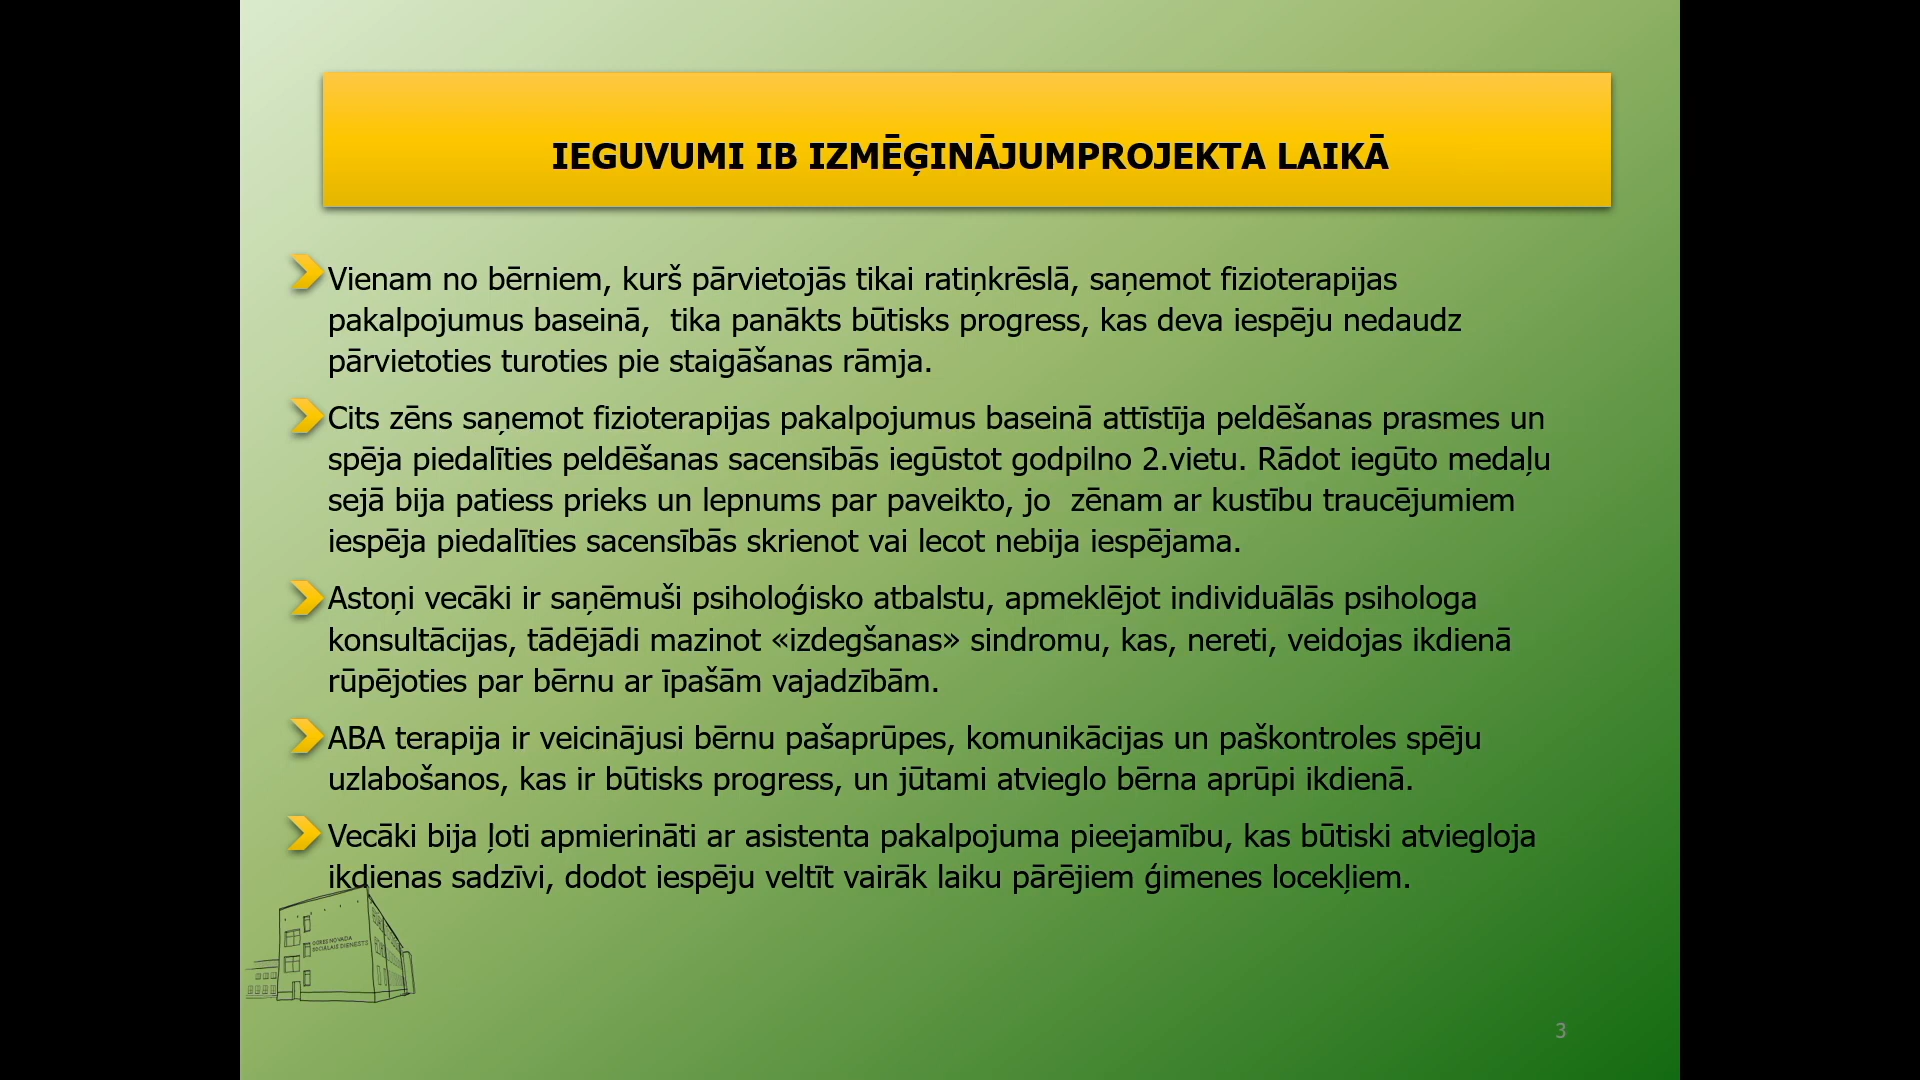 IEGUVUMI IB IZMĒĢINĀJUMPROJEKTA LAIKĀ
Vienam no bērniem, kurš pārvietojās tikai ratiņkrēslā, saņemot fizioterapijas
pakalpojumus baseinā,  tika panākts būtisks progress, kas deva iespēju nedaudz
pārvietoties turoties pie staigāšanas rāmja.
Cits zēns saņemot fizioterapijas pakalpojumus baseinā attīstīja peldēšanas prasmes un
spēja piedalīties peldēšanas sacensībās iegūstot godpilno 2.vietu. Rādot iegūto medaļu
sejā bija patiess prieks un lepnums par paveikto, jo  zēnam ar kustību traucējumiem
iespēja piedalīties sacensībās skrienot vai lecot nebija iespējama.
Astoņi vecāki ir saņēmuši psiholoģisko atbalstu, apmeklējot individuālās psihologa
konsultācijas, tādējādi mazinot «izdegšanas» sindromu, kas, nereti, veidojas ikdienā
rūpējoties par bērnu ar īpašām vajadzībām.
ABA terapija ir veicinājusi bērnu pašaprūpes, komunikācijas un paškontroles spēju
uzlabošanos, kas ir būtisks progress, un jūtami atvieglo bērna aprūpi ikdienā.
Vecāki bija ļoti apmierināti ar asistenta pakalpojuma pieejamību, kas būtiski atviegloja
ikdienas sadzīvi, dodot iespēju veltīt vairāk laiku pārējiem ģimenes locekļiem.
OGRES NOVADA
SOCIĀLAIS DIENESTS
3